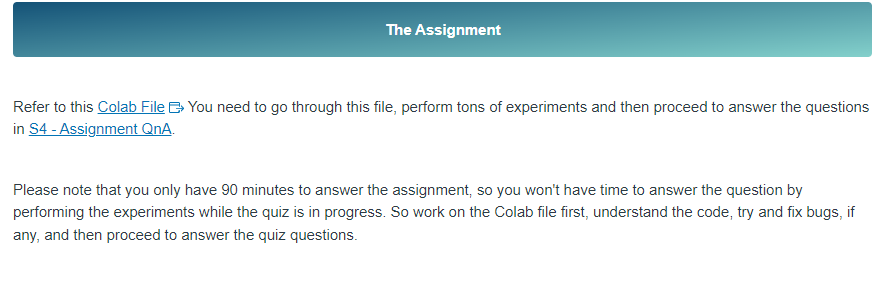 The Assignment
Refer to this Colab File You need to go through this file, perform tons of experiments and then proceed to answer the questions
in S4 - Assignment QnA.
Please note that you only have 90 minutes to answer the assignment, so you won't have time to answer the question by
performing the experiments while the quiz is in progress. So work on the Colab file first, understand the code, try and fix bugs, if
any, and then proceed to answer the quiz questions.